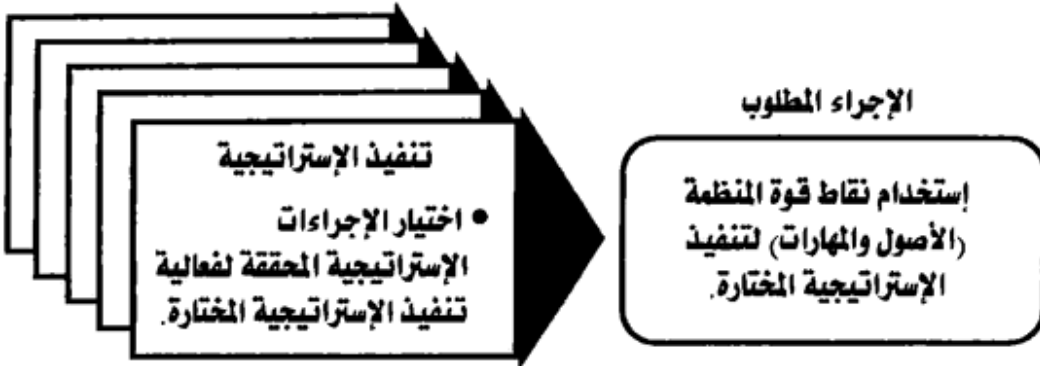 الإجراء المطلوب
تنفيذ الإستراتيجية
• اختيار الإجراءات
الإستراتيجية المحققة لفعالية
تنفيذ الإستراتيجية المختارة.
إستخدام نقاط قوة المنظمة
(الأصول والمهارات) لتنفيذ
الإستراتيجية المختارة.